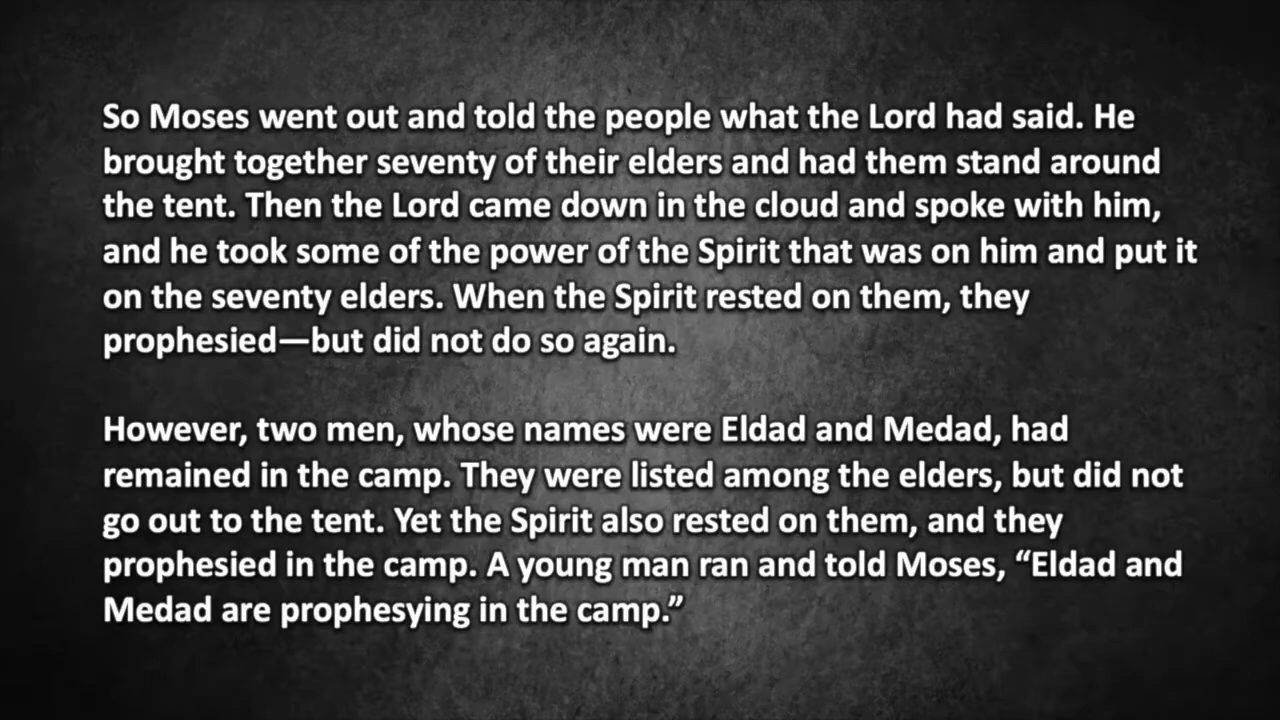 So Moses went out and told the people what the Lord had said. He
brought together seventy of their elders and had them stand around
the tent. Then the Lord came down in the cloud and spoke with him,
and he took some of the power of the Spirit that was on him and put it
on the seventy elders. When the Spirit rested on them, they
prophesied—but did not do so again.
However, two men, whose names were Eldad and Medad, had
remained in the camp. They were listed among the elders, but did not
go out to the tent. Yet the Spirit also rested on them, and they
prophesied in the camp. A young man ran and told Moses, “Eldad and
Medad are prophesying in the camp.”